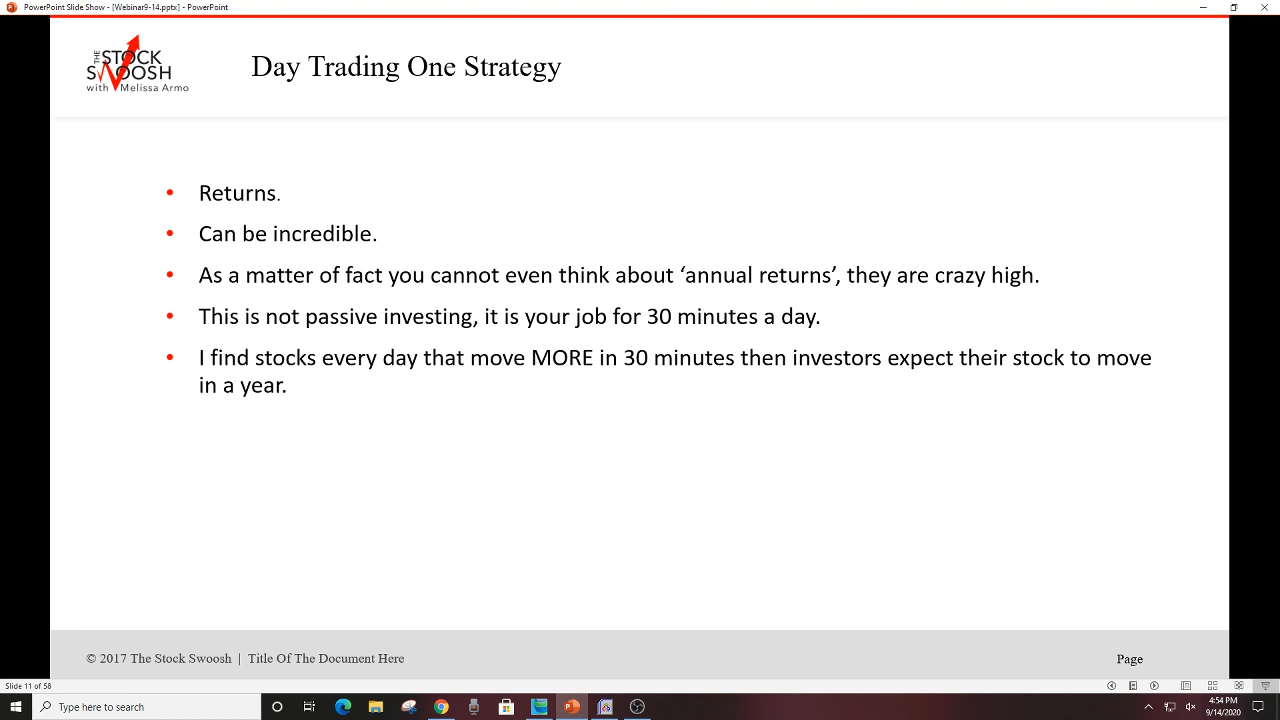 PowerPoint Slide Show - [Webinar9-14.pptx] - PowerPoint
THE STOCK
SWOOSH
with Melissa Armo
Day Trading One Strategy
• Returns.
• Can be incredible.
• As a matter of fact you cannot even think about ‘annual returns’, they are crazy high.
• This is not passive investing, it is your job for 30 minutes a day.
• I find stocks every day that move MORE in 30 minutes then investors expect their stock to move
in a year.
© 2017 The Stock Swoosh | Title Of The Document Here
Page
Slide 11 of 58
Type here to search
4:54 PM
9/14/2020